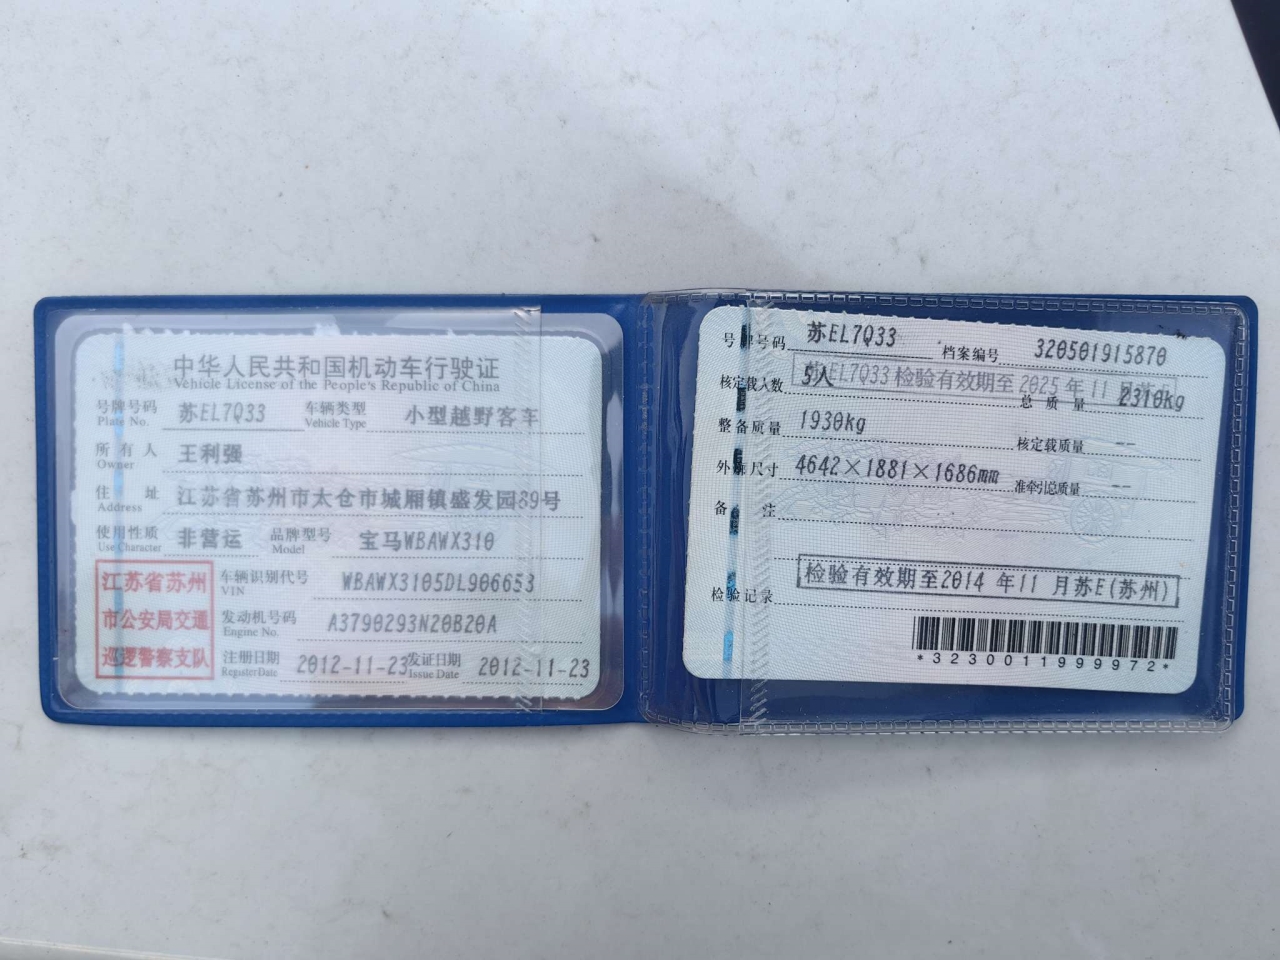 中华人民共和国机动车行驶证
Vehicle License of the People's Republic of China
号牌号码 苏EL7Q33 车辆类型 小型越野客车
Plate No. Vehicle Type
所有人 王利强
Owner
住址 江苏省苏州市太仓市城厢镇盛发园39号
Address
使用性质 非营运 品牌型号 宝马WBAWX310
Use Character Model
江苏省苏州
市公安局交通
巡逻警察支队
车辆识别代号 WBAWX3105DL906653
VIN
发动机号码 A3790293N20B20A
Engine No.
注册日期 2012-11-23 发证日期 2012-11-23
Register Date Issue Date
号牌号码 苏EL7Q33 档案编号 320501915870
苏EL7Q33 检验有效期至 2025 年 11 月
核定载人数 5人 总质量 2310kg
整备质量 1930kg 核定载质量 --
外廓尺寸 4642×1881×1686mm 准牵引总质量 --
备注
检验有效期至2014 年11 月苏E(苏州)
检验记录
*3230011999972*